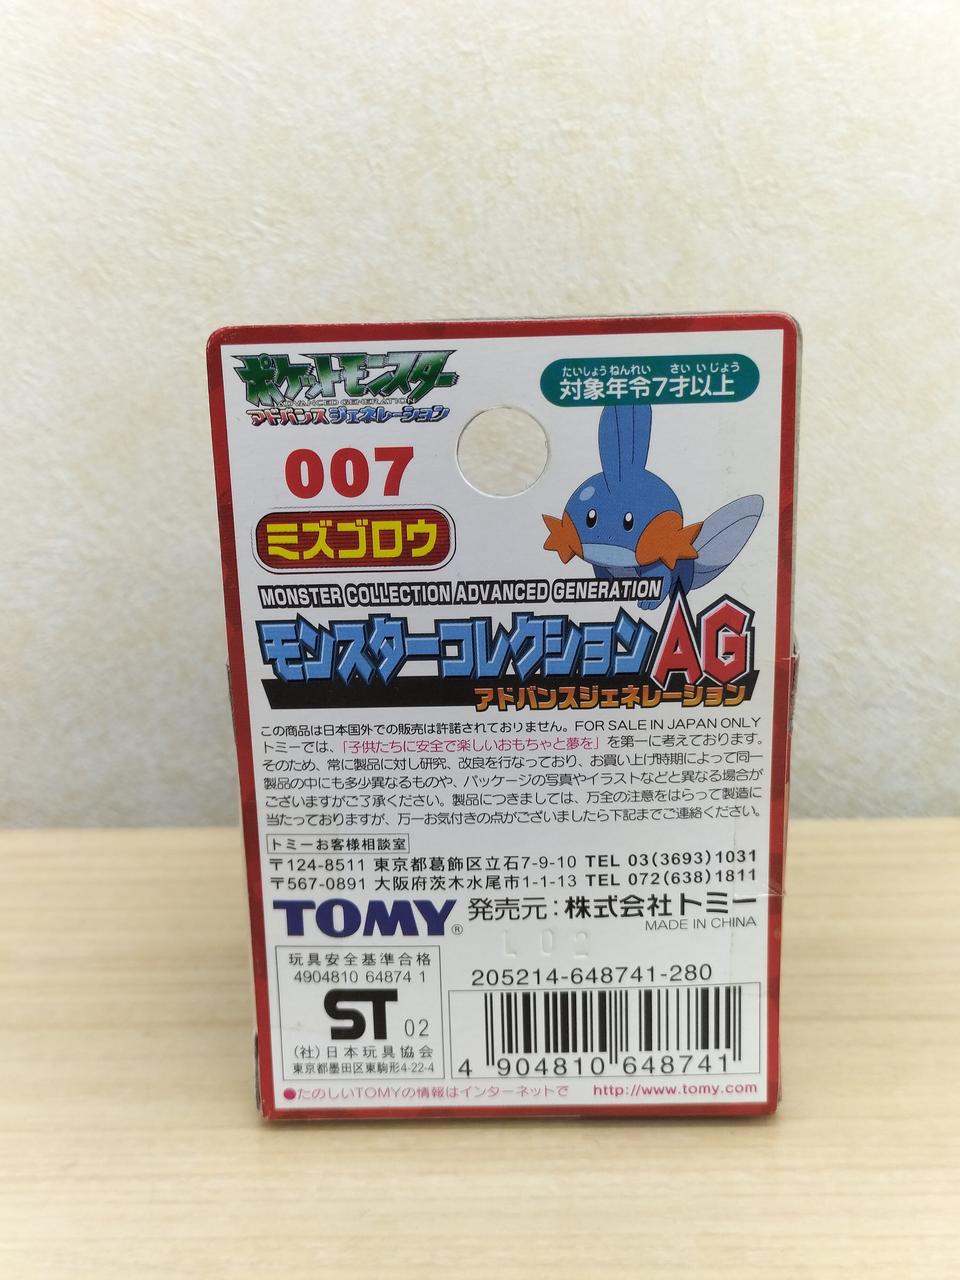 ポケットモンスター
ADVANCED GENERATION
アドバンスジェネレーション
たいしょうねんれい さいいじょう
対象年令7才以上
007
ミズゴロウ
MONSTER COLLECTION ADVANCED GENERATION
モンスターコレクションAG
アドバンスジェネレーション
この商品は日本国外での販売は許諾されておりません。FOR SALE IN JAPAN ONLY
トミーでは、「子供たちに安全で楽しいおもちゃと夢を」を第一に考えております。
そのため、常に製品に対し研究、改良を行なっており、お買い上げ時期によって同一
製品の中にも多少異なるものや、パッケージの写真やイラストなどと異なる場合が
ございますがご了承ください。製品につきましては、万全の注意をはらって製造に
当たっておりますが、万一お気付きの点がございましたら下記までご連絡ください。
トミーお客様相談室
〒124-8511 東京都葛飾区立石7-9-10 TEL 03(3693)1031
〒567-0891 大阪府茨木水尾市1-1-13 TEL 072(638)1811
TOMY® 発売元:株式会社トミー
MADE IN CHINA
L02
玩具安全基準合格
4904810 64874 1
ST 02
(社)日本玩具協会
東京都墨田区東駒形4-22-4
205214-648741-280
4 904810 648741
●たのしいTOMYの情報はインターネットで http://www.tomy.com